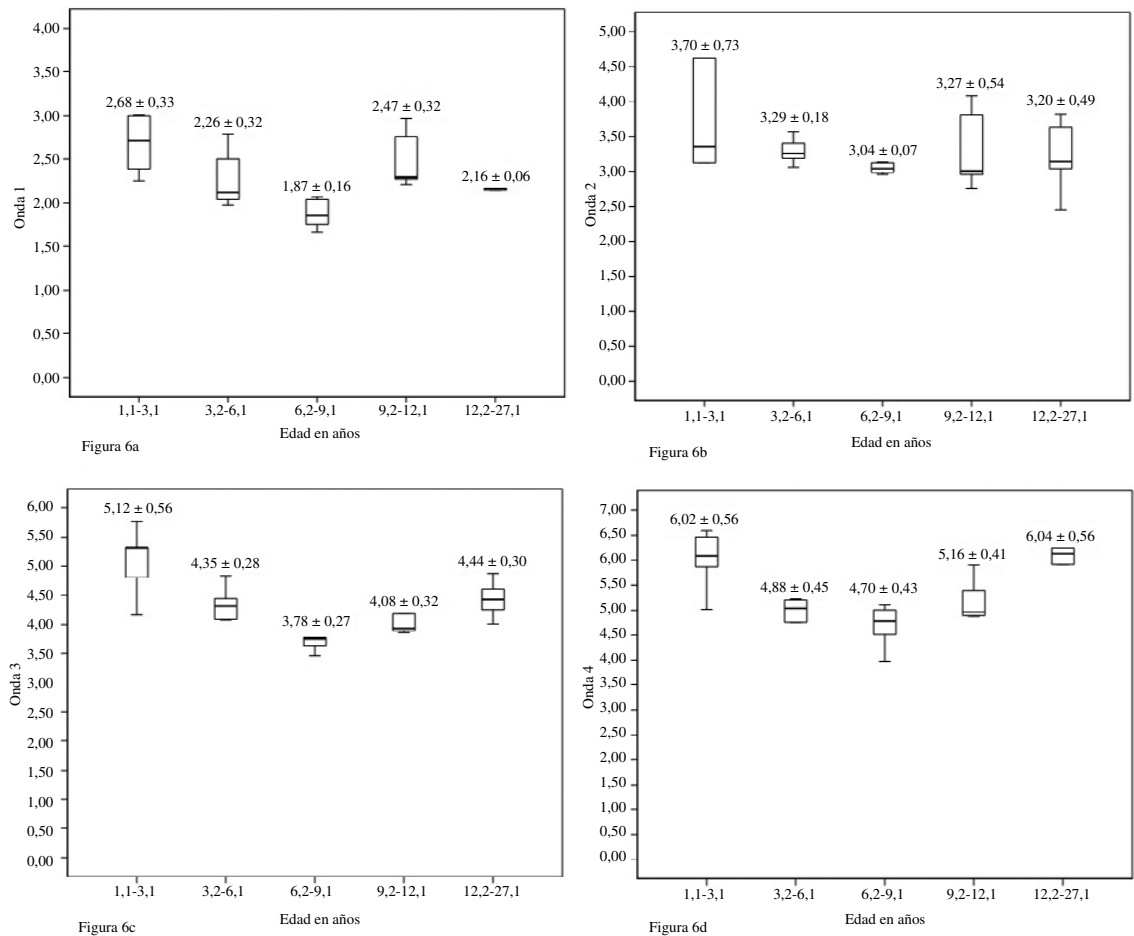 4,00
3,50
3,00
2,50
2,00
1,50
1,00
0,50
0,00
Onda 1
2,68 ± 0,33
2,26 ± 0,32
1,87 ± 0,16
2,47 ± 0,32
2,16 ± 0,06
1,1-3,1 3,2-6,1 6,2-9,1 9,2-12,1 12,2-27,1
Edad en años
Figura 6a
5,00
4,50
4,00
3,50
3,00
2,50
2,00
1,50
1,00
0,50
0,00
Onda 2
3,70 ± 0,73
3,29 ± 0,18
3,04 ± 0,07
3,27 ± 0,54
3,20 ± 0,49
1,1-3,1 3,2-6,1 6,2-9,1 9,2-12,1 12,2-27,1
Edad en años
Figura 6b
6,00
5,50
5,00
4,50
4,00
3,50
3,00
2,50
2,00
1,50
1,00
0,50
0,00
Onda 3
5,12 ± 0,56
4,35 ± 0,28
3,78 ± 0,27
4,08 ± 0,32
4,44 ± 0,30
1,1-3,1 3,2-6,1 6,2-9,1 9,2-12,1 12,2-27,1
Edad en años
Figura 6c
7,00
6,50
6,00
5,50
5,00
4,50
4,00
3,50
3,00
2,50
2,00
1,50
1,00
0,50
0,00
Onda 4
6,02 ± 0,56
4,88 ± 0,45
4,70 ± 0,43
5,16 ± 0,41
6,04 ± 0,56
1,1-3,1 3,2-6,1 6,2-9,1 9,2-12,1 12,2-27,1
Edad en años
Figura 6d